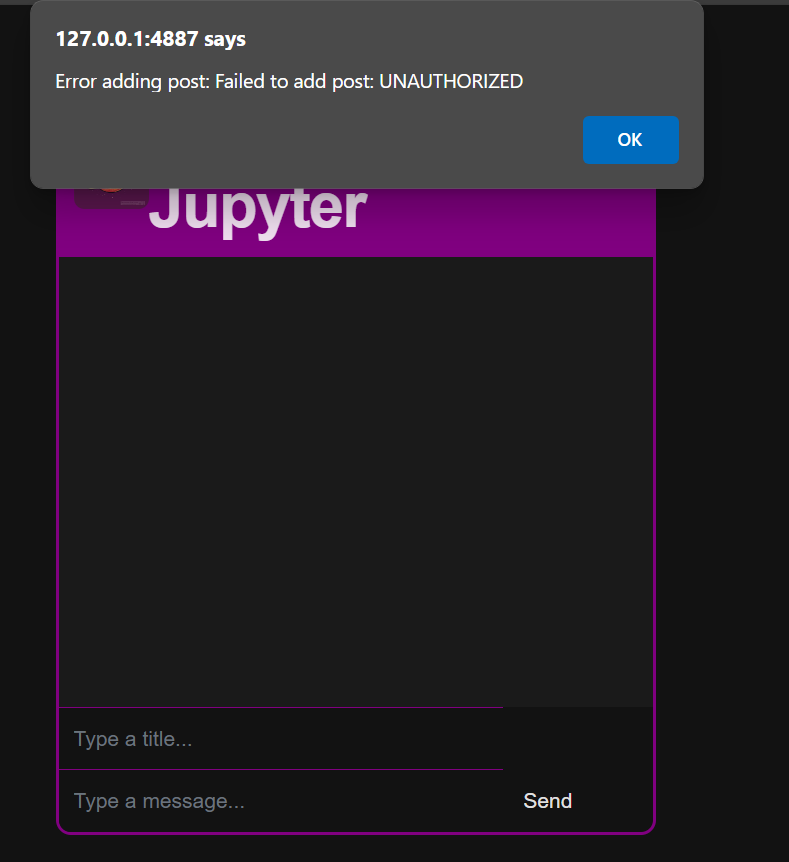 127.0.0.1:4887 says
Error adding post: Failed to add post: UNAUTHORIZED
OK
Jupyter
Type a title...
Type a message...
Send